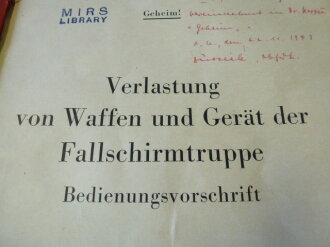 MIRS
LIBRARY
Geheim!
Verlastung
von Waffen und Gerät der
Fallschirmtruppe
Bedienungsvorschrift